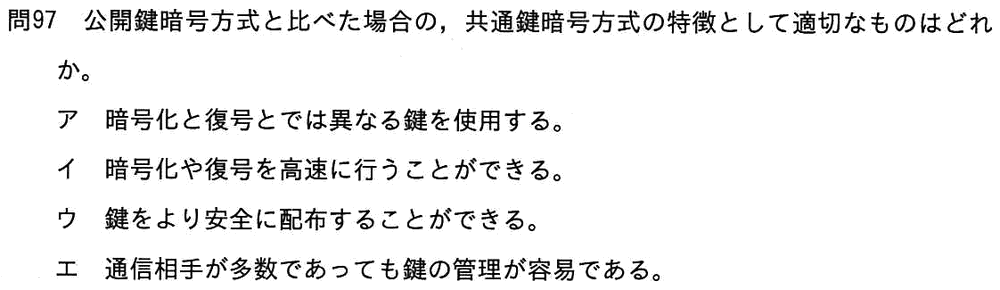 問97 公開鍵暗号方式と比べた場合の，共通鍵暗号方式の特徴として適切なものはどれ
か。
ア 暗号化と復号とでは異なる鍵を使用する。
イ 暗号化や復号を高速に行うことができる。
ウ 鍵をより安全に配布することができる。
エ 通信相手が多数であっても鍵の管理が容易である。